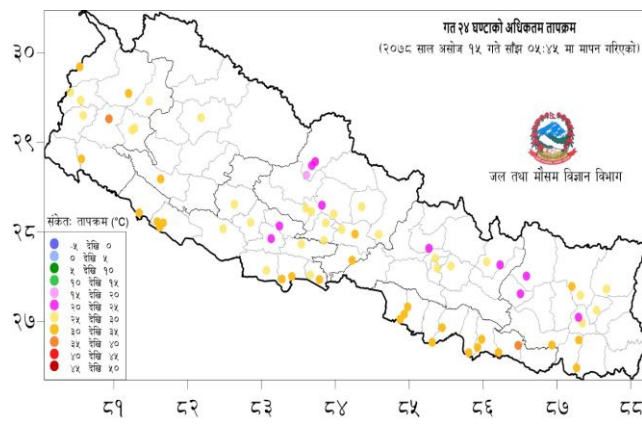 गत २४ घण्टाको अधिकतम तापक्रम
(२०७८ साल असोज १५ गते साँझ ०५:४५ मा मापन गरिएको)
जल तथा मौसम विज्ञान विभाग
३०
२९
२८
२७
संकेतः तापक्रम (°C)
-५ देखि ०
० देखि ५
५ देखि १०
१० देखि १५
१५ देखि २०
२० देखि २५
२५ देखि ३०
३० देखि ३५
३५ देखि ४०
४० देखि ४५
४५ देखि ५०
८१ ८२ ८३ ८४ ८५ ८६ ८७ ८८